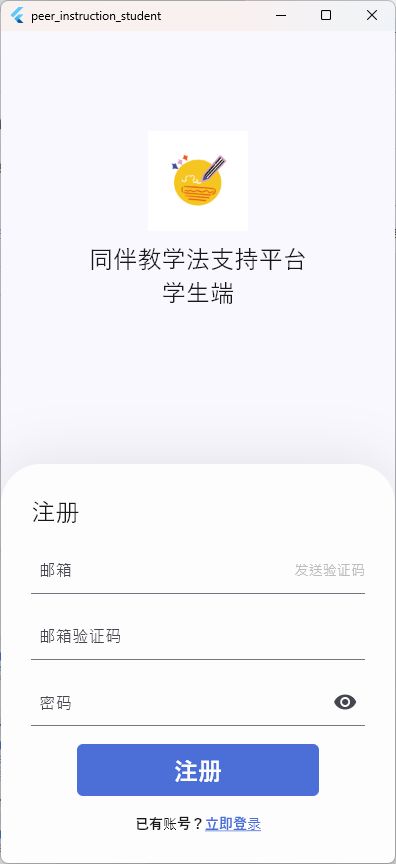 peer_instruction_student
同伴教学法支持平台
学生端
注册
邮箱 发送验证码
邮箱验证码
密码
注册
已有账号？立即登录